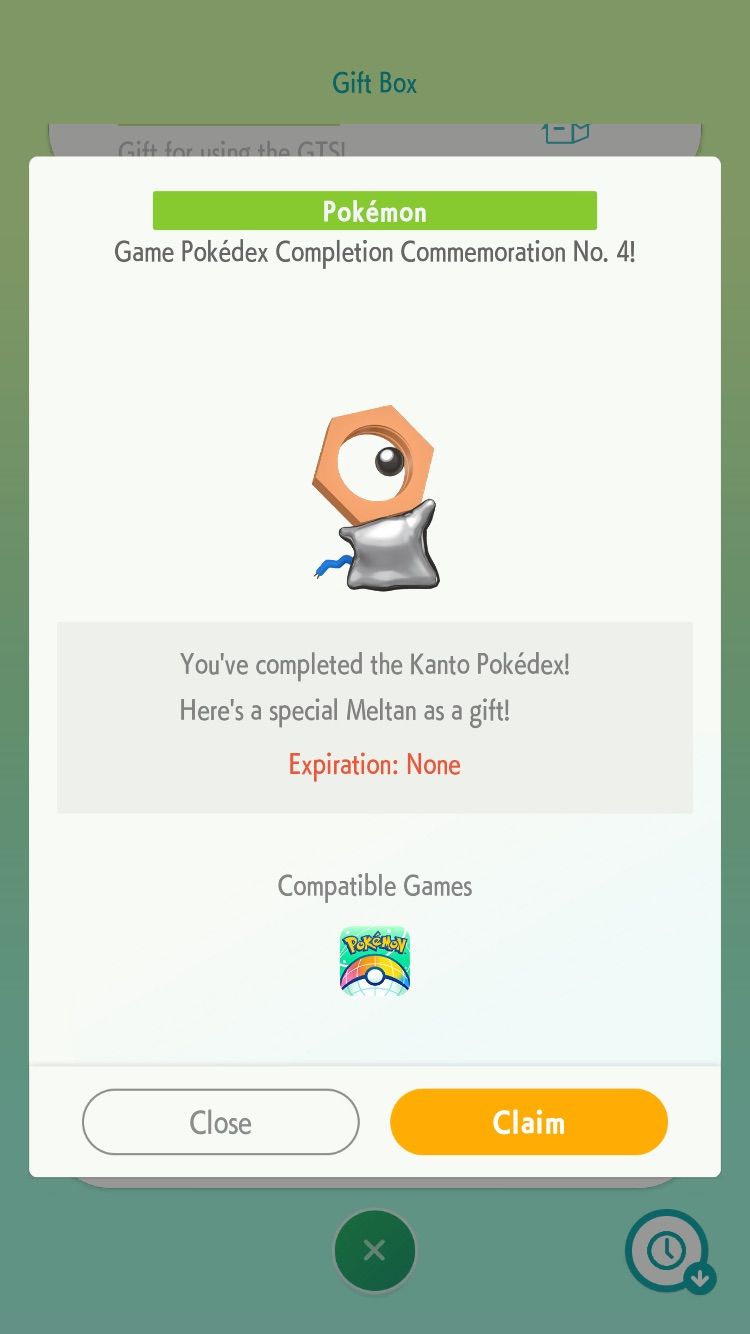 Gift Box
Gift for using the GTS!
Pokémon
Game Pokédex Completion Commemoration No. 4!
You've completed the Kanto Pokédex!
Here's a special Meltan as a gift!
Expiration: None
Compatible Games
POKéMON
Close
Claim